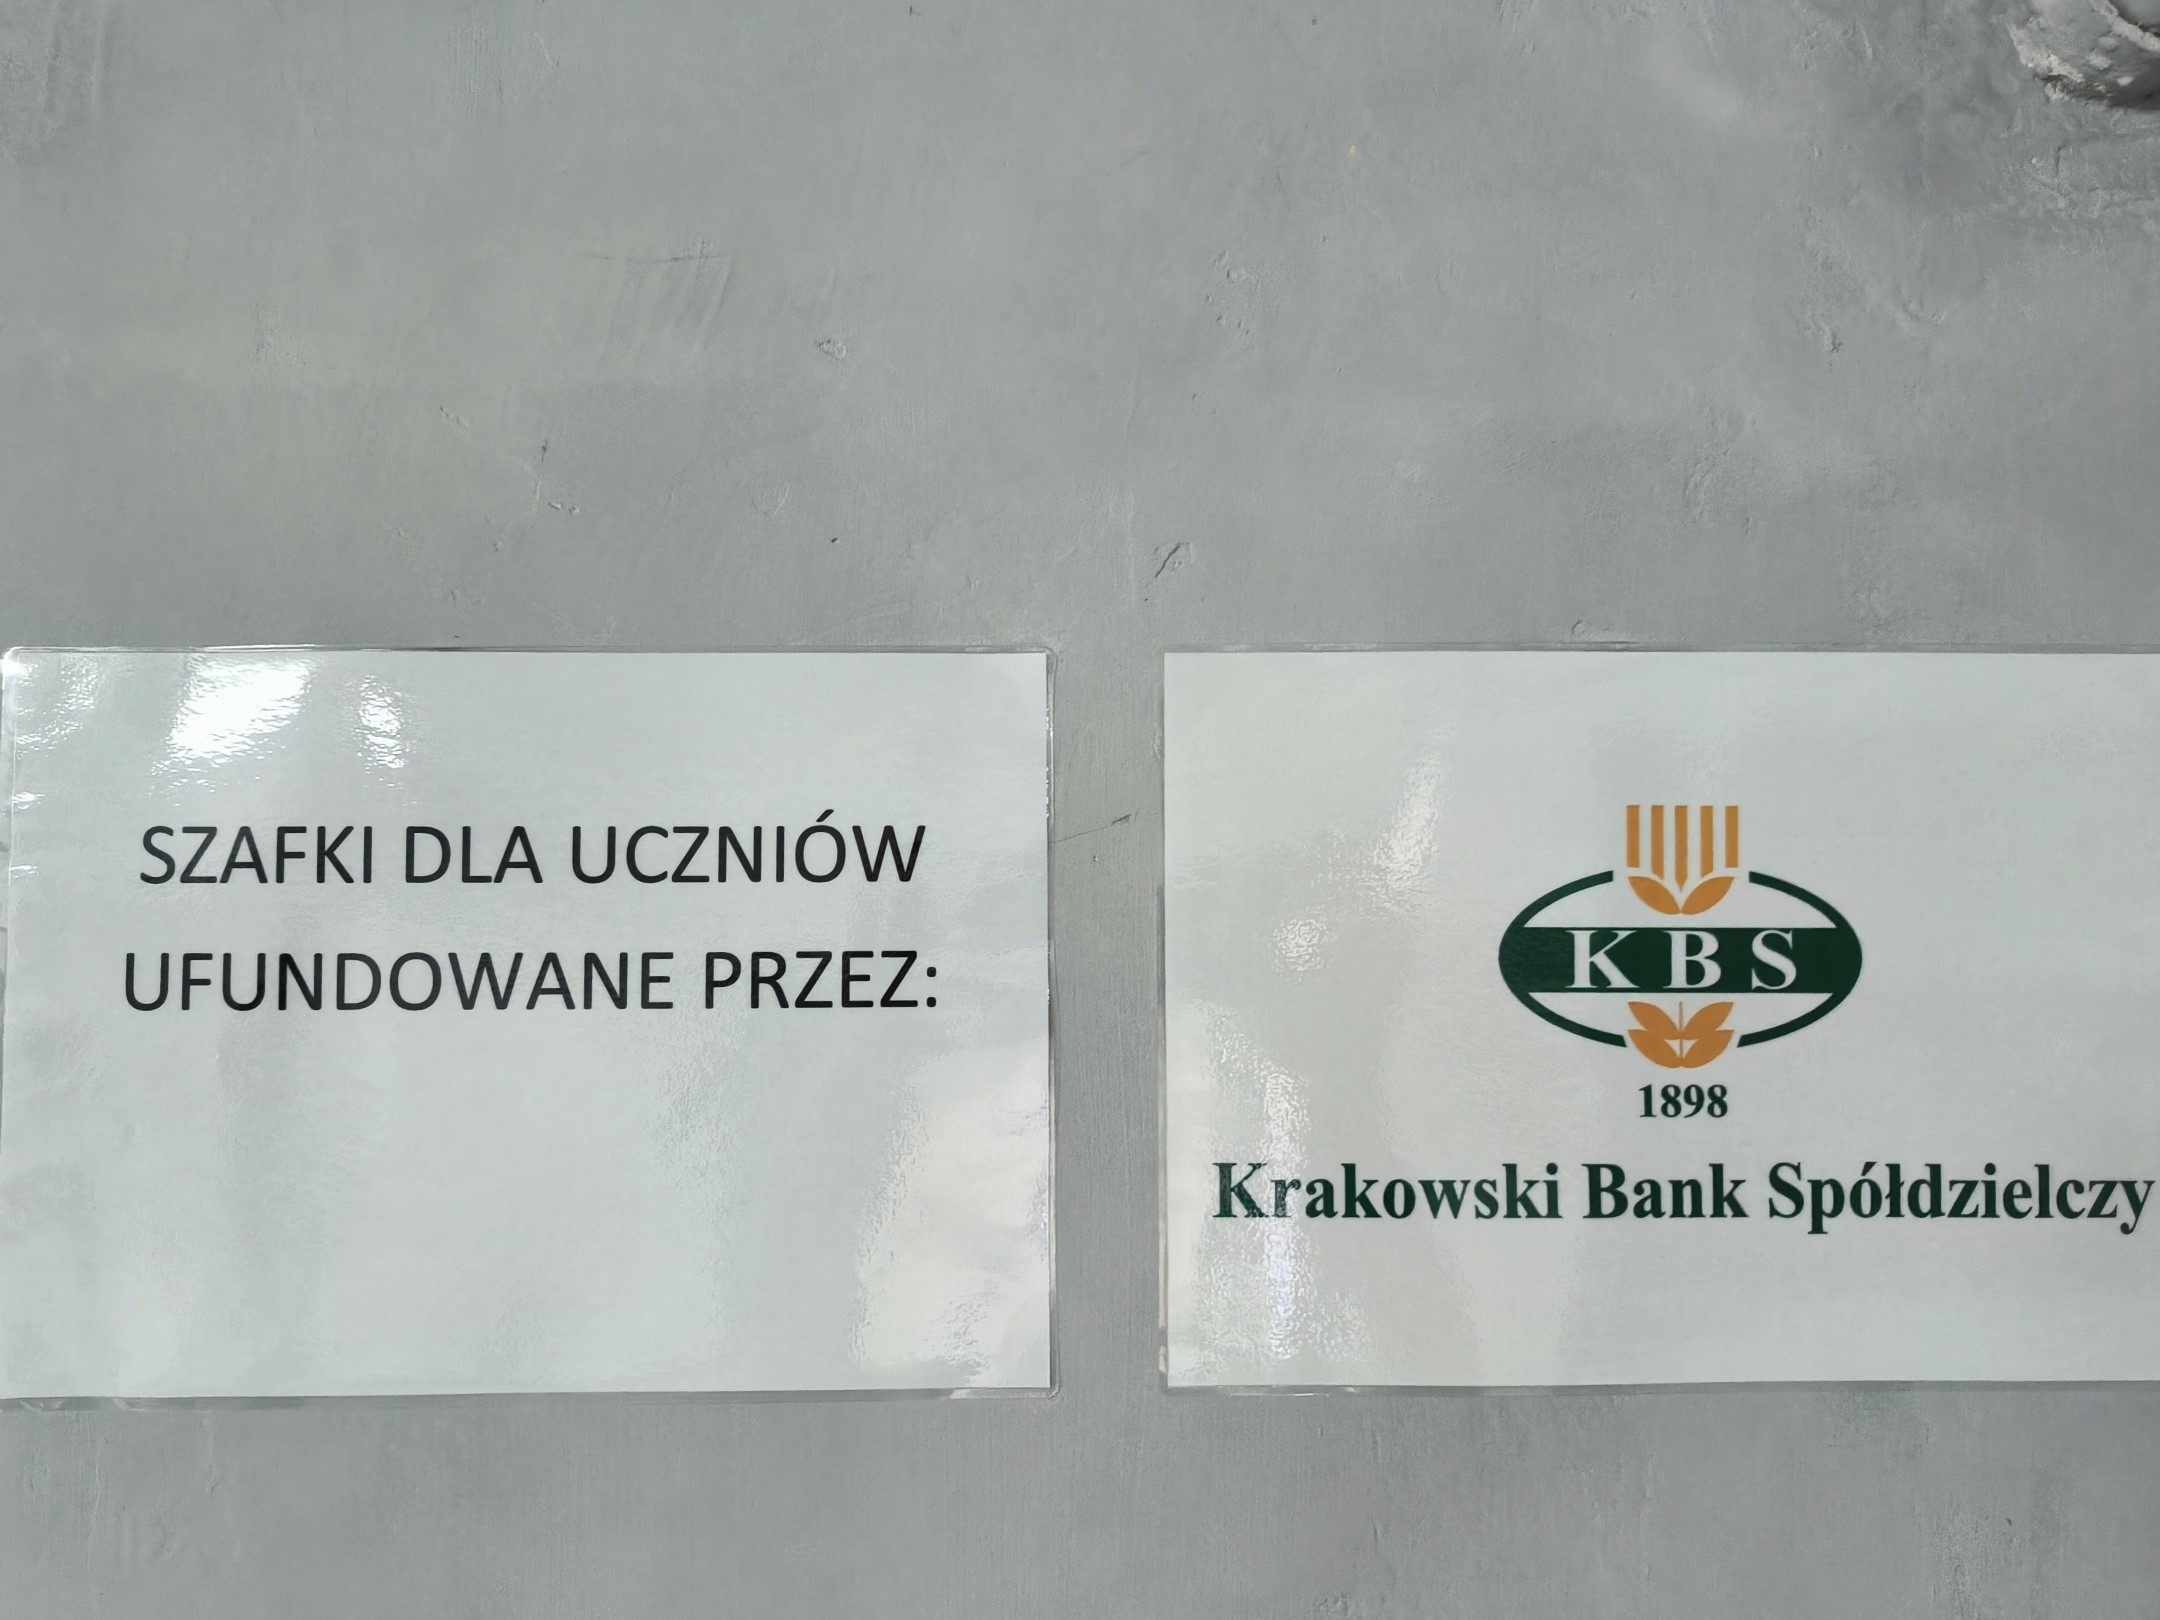 SZAFKI DLA UCZNIÓW
UFUNDOWANE PRZEZ:
KBS
1898
Krakowski Bank Spółdzielczy